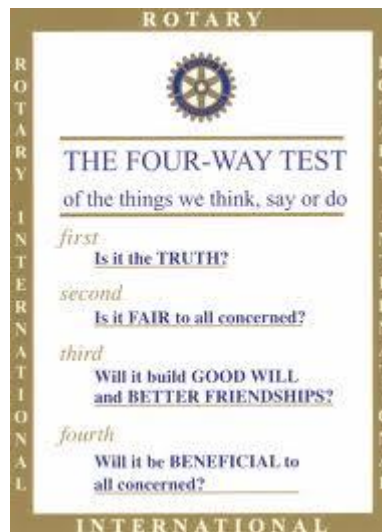 ROTARY
ROTARY INTERNATIONAL
THE FOUR-WAY TEST
of the things we think, say or do
first
Is it the TRUTH?
second
Is it FAIR to all concerned?
third
Will it build GOOD WILL
and BETTER FRIENDSHIPS?
fourth
Will it be BENEFICIAL to
all concerned?
INTERNATIONAL